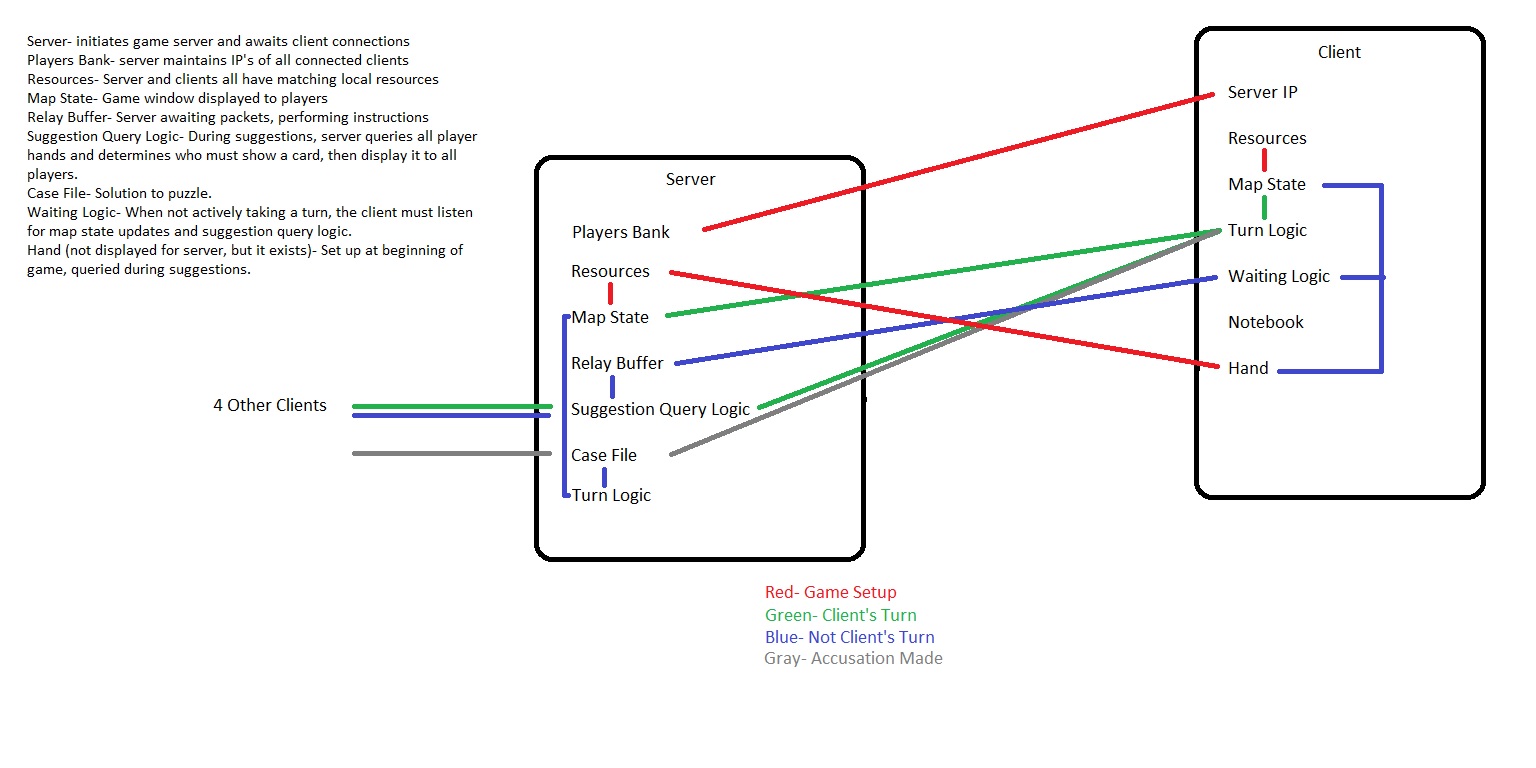 Server- initiates game server and awaits client connections
Players Bank- server maintains IP's of all connected clients
Resources- Server and clients all have matching local resources
Map State- Game window displayed to players
Relay Buffer- Server awaiting packets, performing instructions
Suggestion Query Logic- During suggestions, server queries all player
hands and determines who must show a card, then display it to all
players.
Case File- Solution to puzzle.
Waiting Logic- When not actively taking a turn, the client must listen
for map state updates and suggestion query logic.
Hand (not displayed for server, but it exists)- Set up at beginning of
game, queried during suggestions.
4 Other Clients
Server
Players Bank
Resources
Map State
Relay Buffer
Suggestion Query Logic
Case File
Turn Logic
Client
Server IP
Resources
Map State
Turn Logic
Waiting Logic
Notebook
Hand
Red- Game Setup
Green- Client's Turn
Blue- Not Client's Turn
Gray- Accusation Made